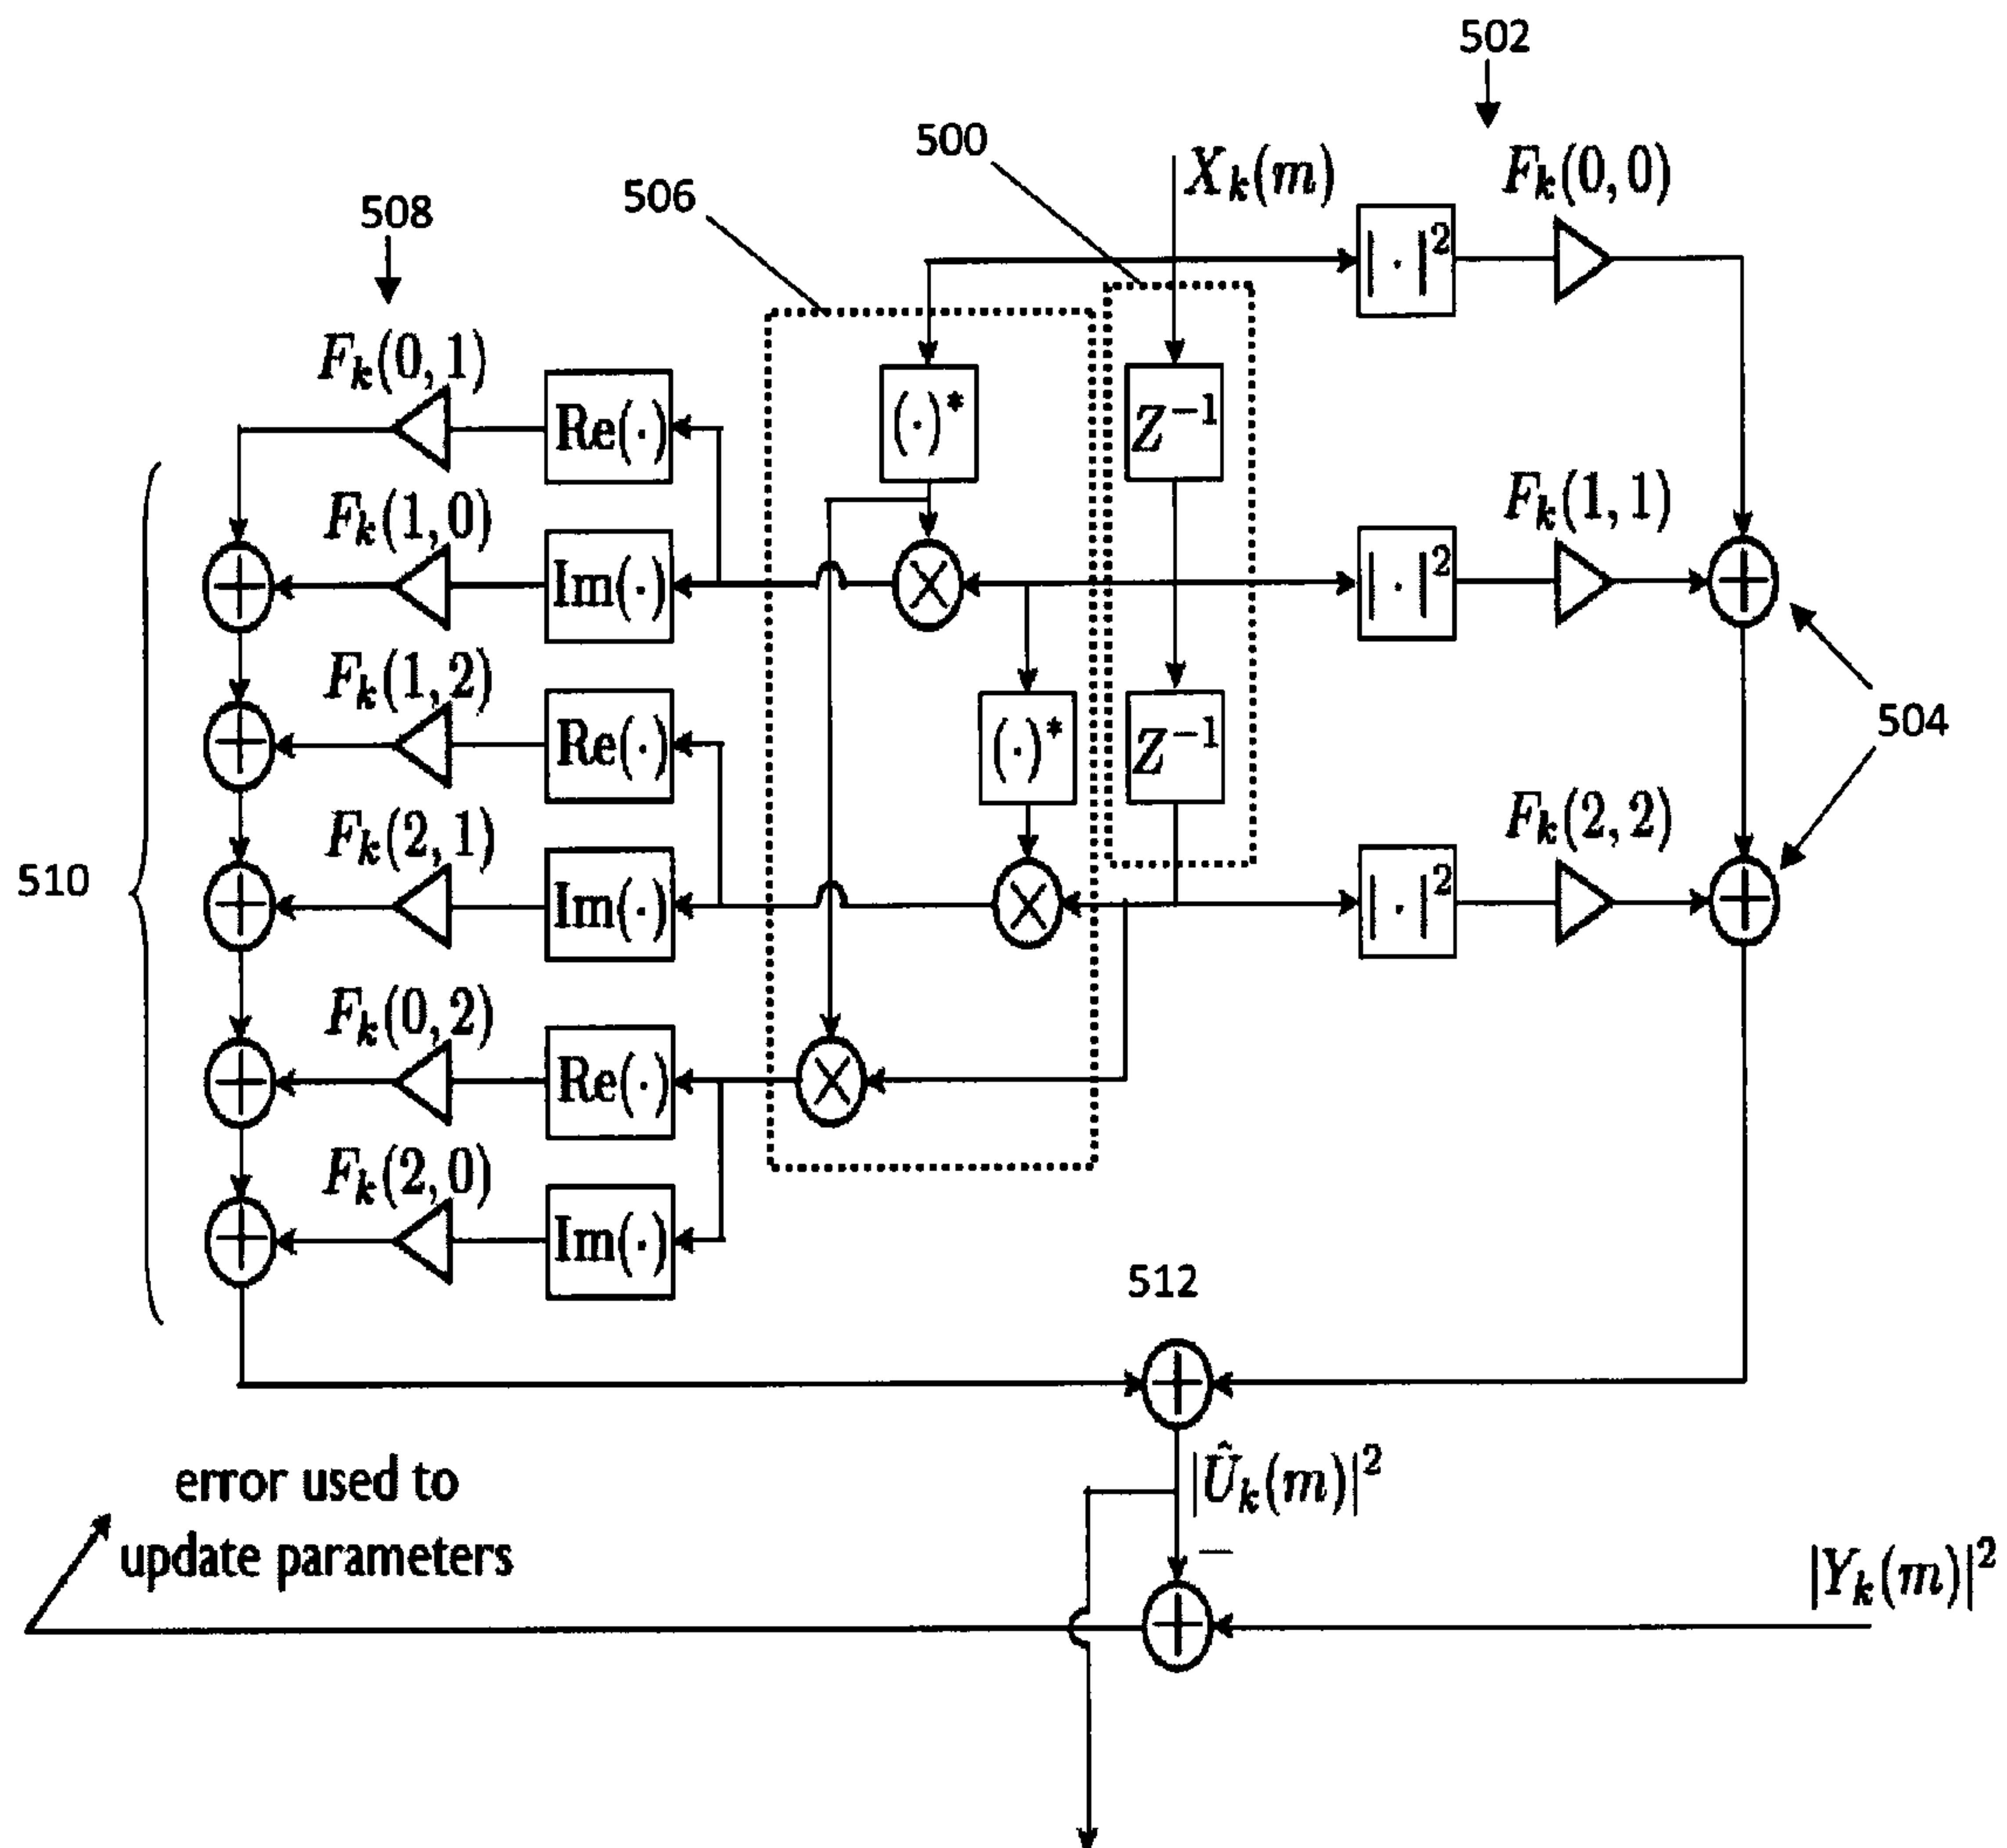 502
500
X_k(m)
F_k(0,0)
506
508
|·|²
F_k(0,1)
Re(·)
(·)*
Z⁻¹
F_k(1,0)
F_k(1,1)
Im(·)
|·|²
F_k(1,2)
Re(·)
(·)*
Z⁻¹
504
F_k(2,1)
F_k(2,2)
510
Im(·)
|·|²
F_k(0,2)
Re(·)
F_k(2,0)
Im(·)
512
|Û_k(m)|²
error used to
update parameters
−
|Y_k(m)|²